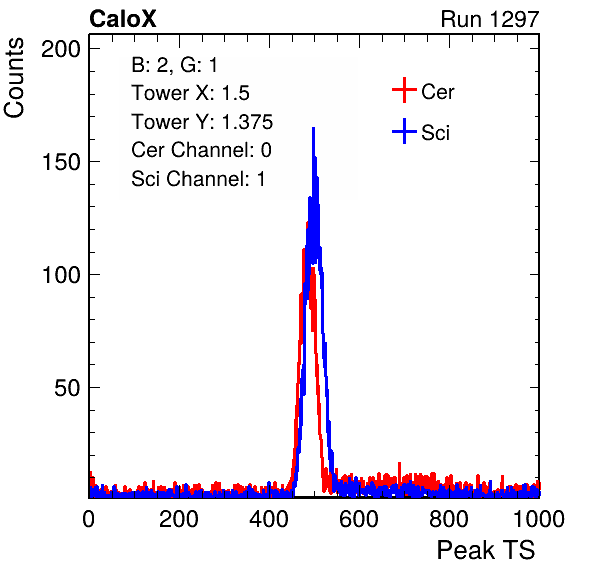 CaloX Run 1297
Counts
200
150
100
50
B: 2, G: 1
Tower X: 1.5
Tower Y: 1.375
Cer Channel: 0
Sci Channel: 1
Cer
Sci
0 200 400 600 800 1000
Peak TS